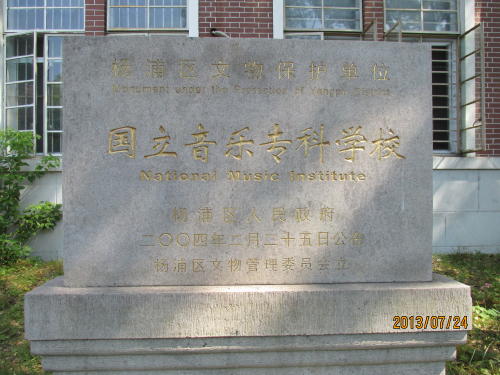 杨浦区文物保护单位
Monument under the Protection of Yangpu District
国立音乐专科学校
National Music Institute
杨浦区人民政府
二〇〇四年二月二十五日公布
杨浦区文物管理委员会立
2013/07/24